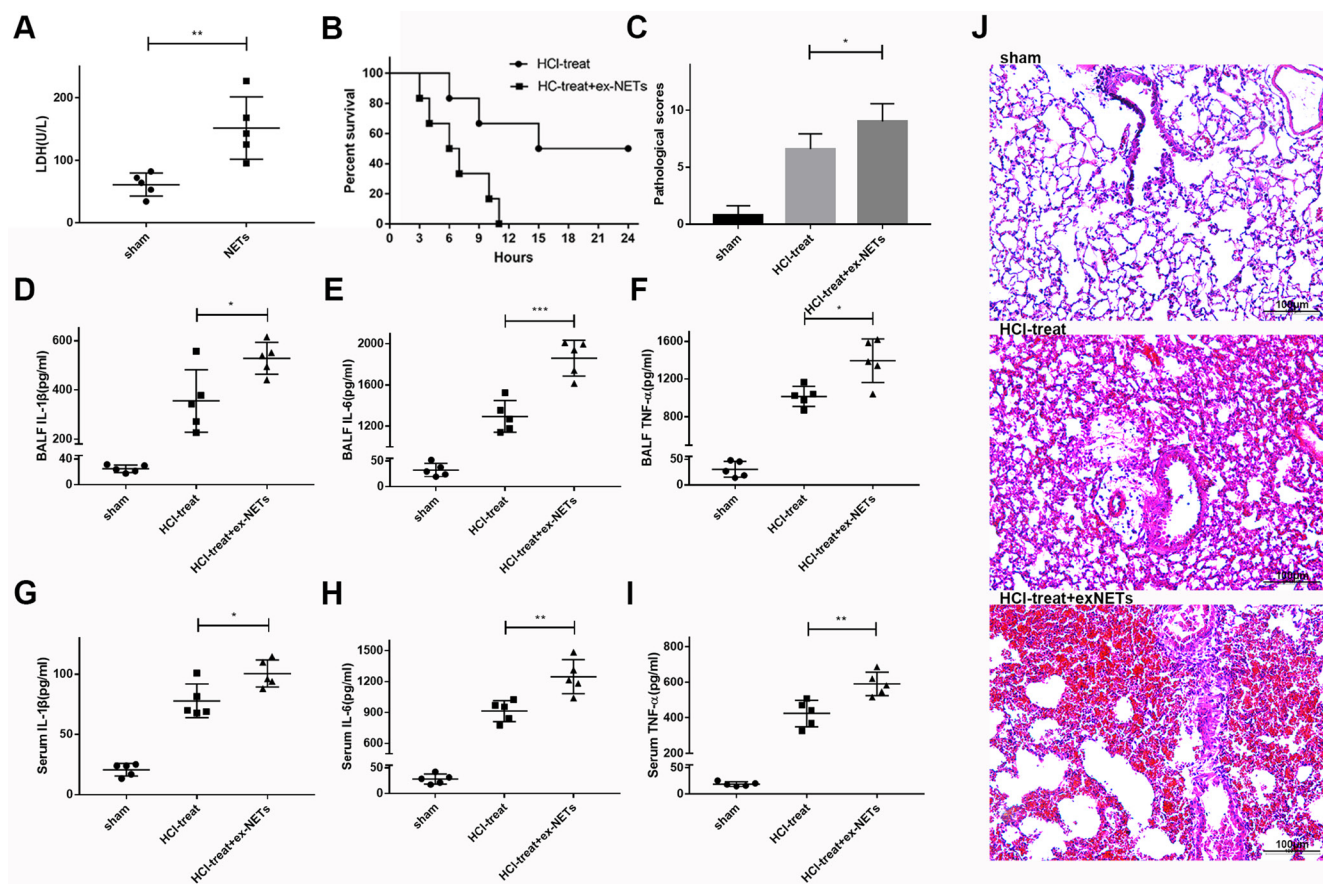 A
**
LDH(U/L)
200
100
0
sham
NETs
B
HCl-treat
HC-treat+ex-NETs
Percent survival
100
80
60
40
20
0
0
3
6
9
12
15
18
21
24
Hours
C
*
Pathological scores
10
5
0
sham
HCl-treat
HCl-treat+ex-NETs
D
*
BALF IL-1β(pg/ml)
600
400
200
40
0
sham
HCl-treat
HCl-treat+ex-NETs
E
***
BALF IL-6(pg/ml)
2000
1600
1200
50
0
sham
HCl-treat
HCl-treat+ex-NETs
F
*
BALF TNF-α(pg/ml)
1600
1200
800
50
0
sham
HCl-treat
HCl-treat+ex-NETs
G
*
Serum IL-1β(pg/ml)
100
50
0
sham
HCl-treat
HCl-treat+ex-NETs
H
**
Serum IL-6(pg/ml)
1500
1200
900
600
50
0
sham
HCl-treat
HCl-treat+ex-NETs
I
**
Serum TNF-α(pg/ml)
800
600
400
200
50
0
sham
HCl-treat
HCl-treat+ex-NETs
J
sham
100μm
HCl-treat
100μm
HCl-treat+exNETs
100μm